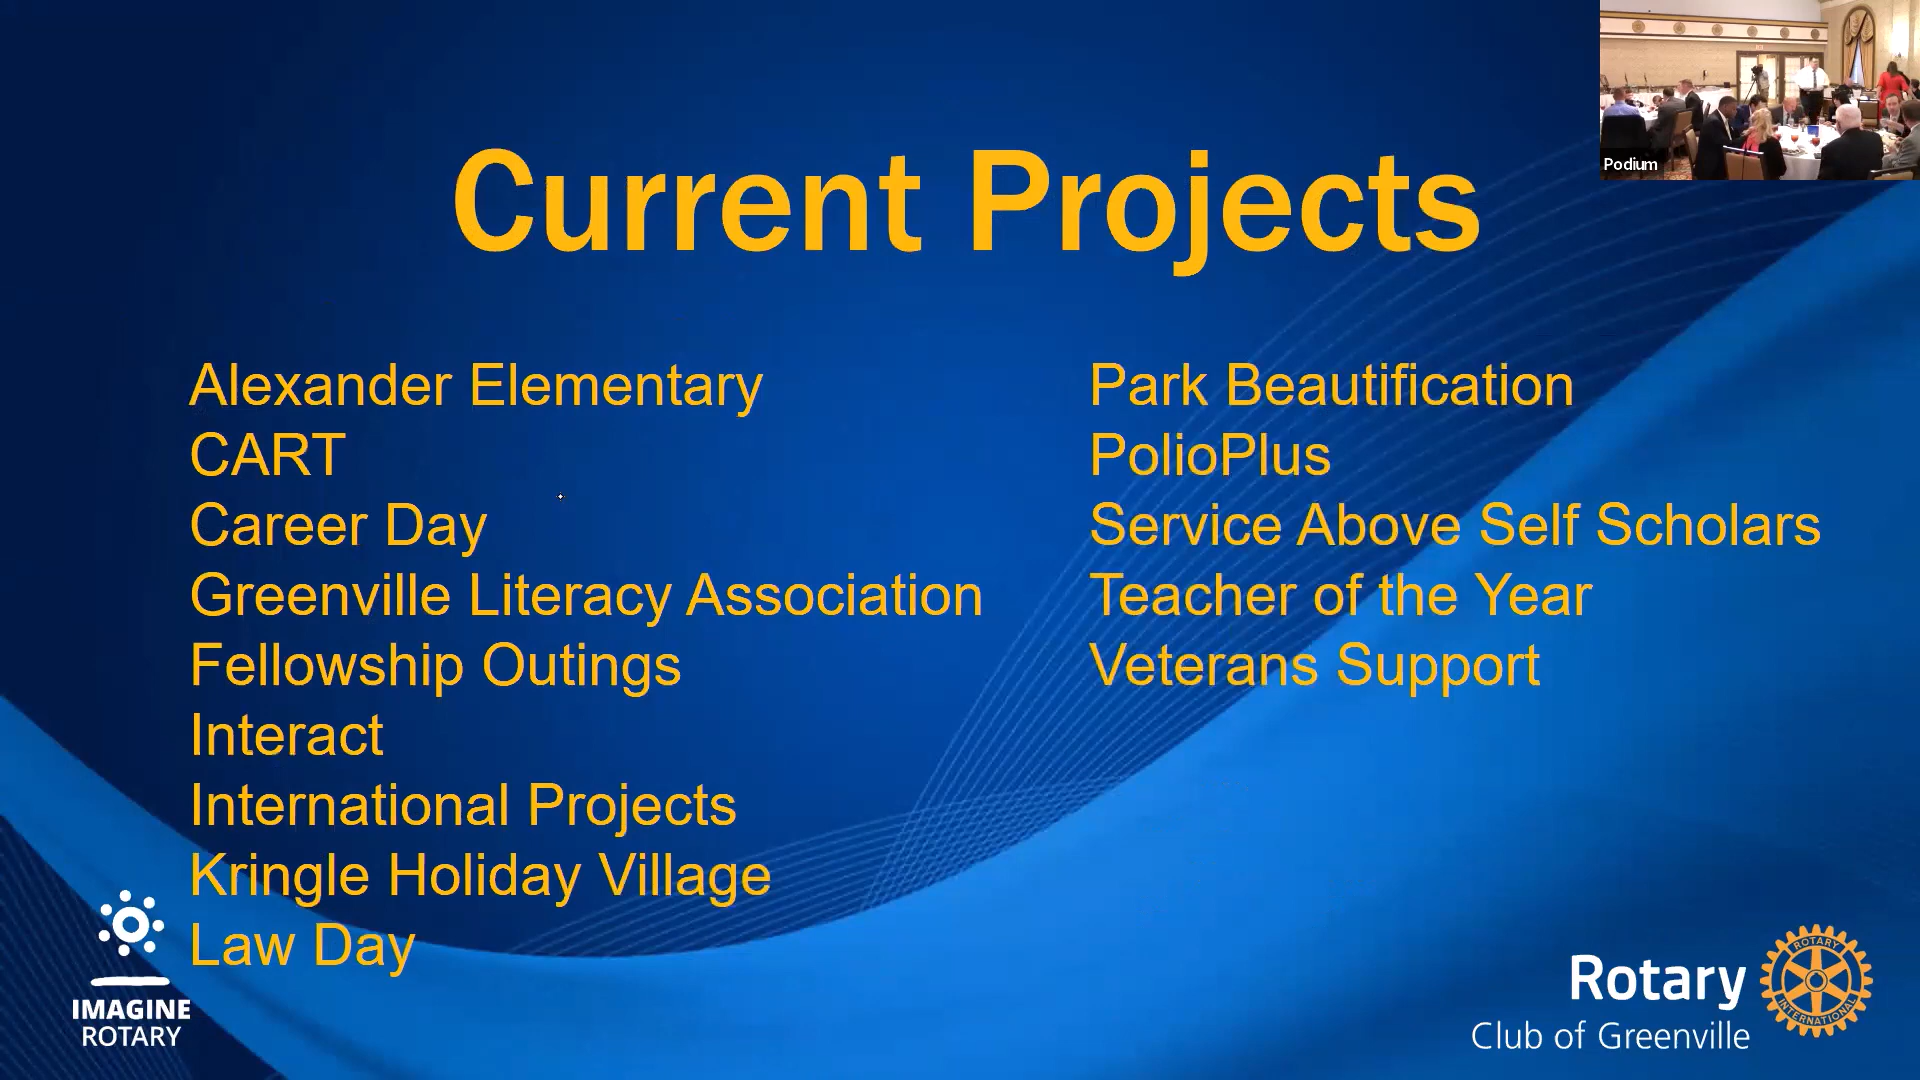 Podium
Current Projects
Alexander Elementary
CART
Career Day
Greenville Literacy Association
Fellowship Outings
Interact
International Projects
Kringle Holiday Village
Law Day
Park Beautification
PolioPlus
Service Above Self Scholars
Teacher of the Year
Veterans Support
IMAGINE
ROTARY
Rotary
Club of Greenville
ROTARY
INTERNATIONAL